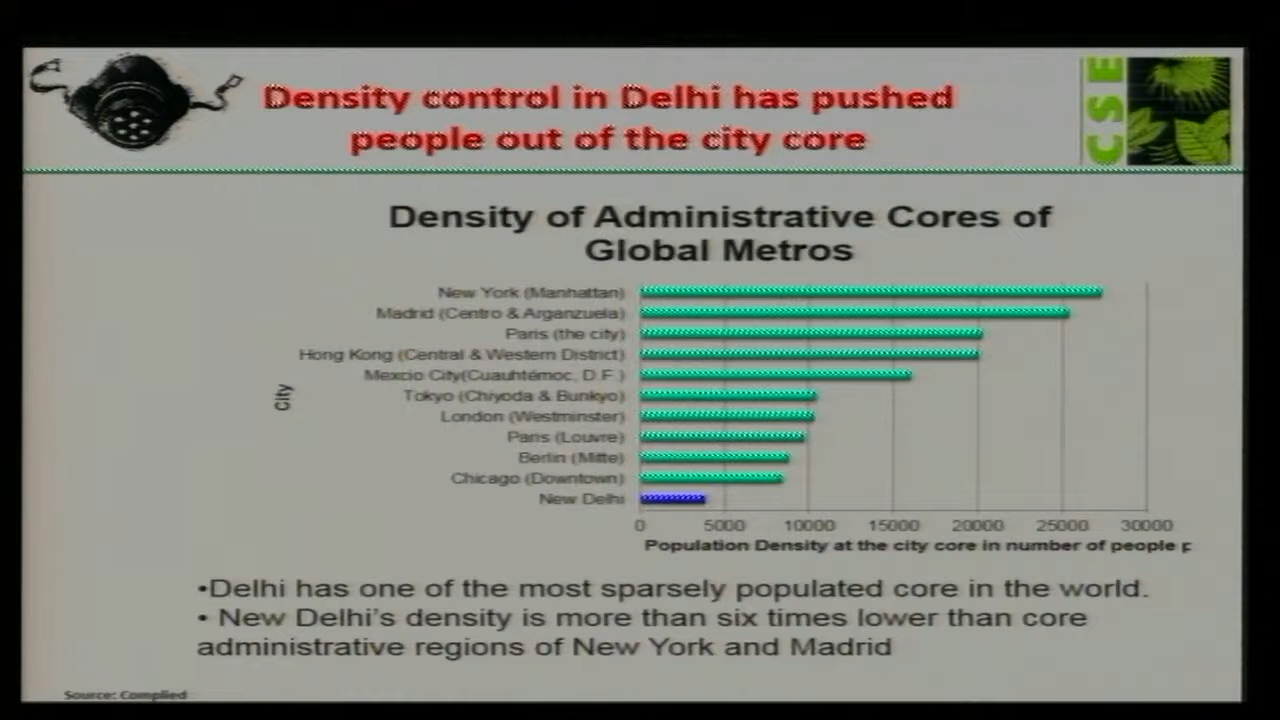 Density control in Delhi has pushed
people out of the city core
CSE
Density of Administrative Cores of
Global Metros
City
New York (Manhattan)
Madrid (Centro & Arganzuela)
Paris (the city)
Hong Kong (Central & Western District)
Mexcio City(Cuauhtémoc, D.F.)
Tokyo (Chiyoda & Bunkyo)
London (Westminster)
Paris (Louvre)
Berlin (Mitte)
Chicago (Downtown)
New Delhi
0 5000 10000 15000 20000 25000 30000
Population Density at the city core in number of people p
•Delhi has one of the most sparsely populated core in the world.
• New Delhi's density is more than six times lower than core
administrative regions of New York and Madrid
Source: Complied